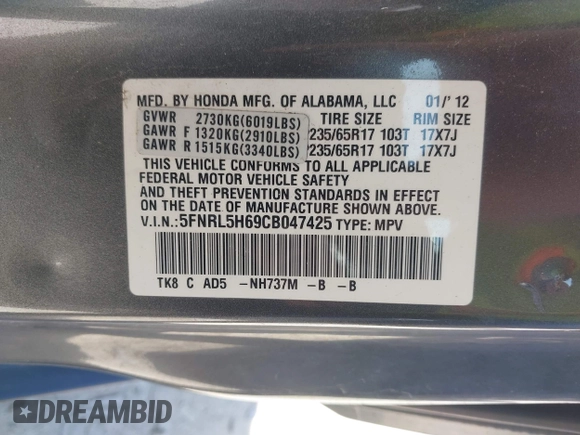 MFD. BY HONDA MFG. OF ALABAMA, LLC 01/'12
GVWR 2730KG(6019LBS) TIRE SIZE RIM SIZE
GAWR F 1320KG(2910LBS) P235/65R17 103T 17X7J
GAWR R 1515KG(3340LBS) P235/65R17 103T 17X7J
THIS VEHICLE CONFORMS TO ALL APPLICABLE
FEDERAL MOTOR VEHICLE SAFETY
AND THEFT PREVENTION STANDARDS IN EFFECT
ON THE DATE OF MANUFACTURE SHOWN ABOVE.
V.I.N.:5FNRL5H69CB047425 TYPE: MPV
TK8 C AD5 -NH737M -B -B
DREAMBID